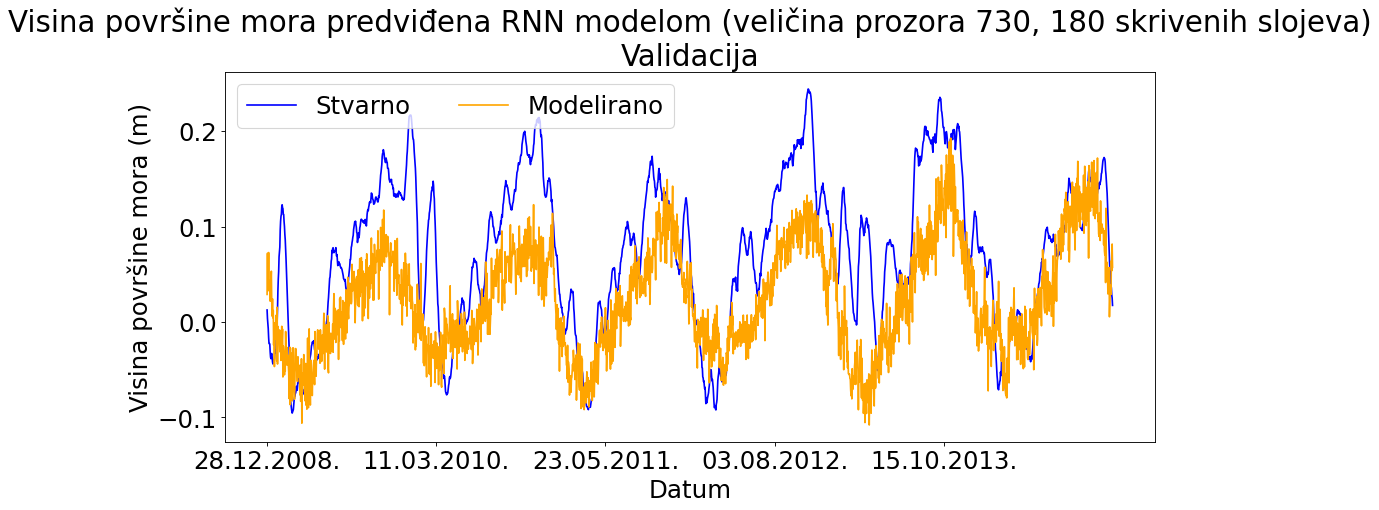 Visina površine mora predviđena RNN modelom (veličina prozora 730, 180 skrivenih slojeva)
Validacija
Stvarno
Modelirano
Visina površine mora (m)
0.2
0.1
0.0
−0.1
28.12.2008.
11.03.2010.
23.05.2011.
03.08.2012.
15.10.2013.
Datum